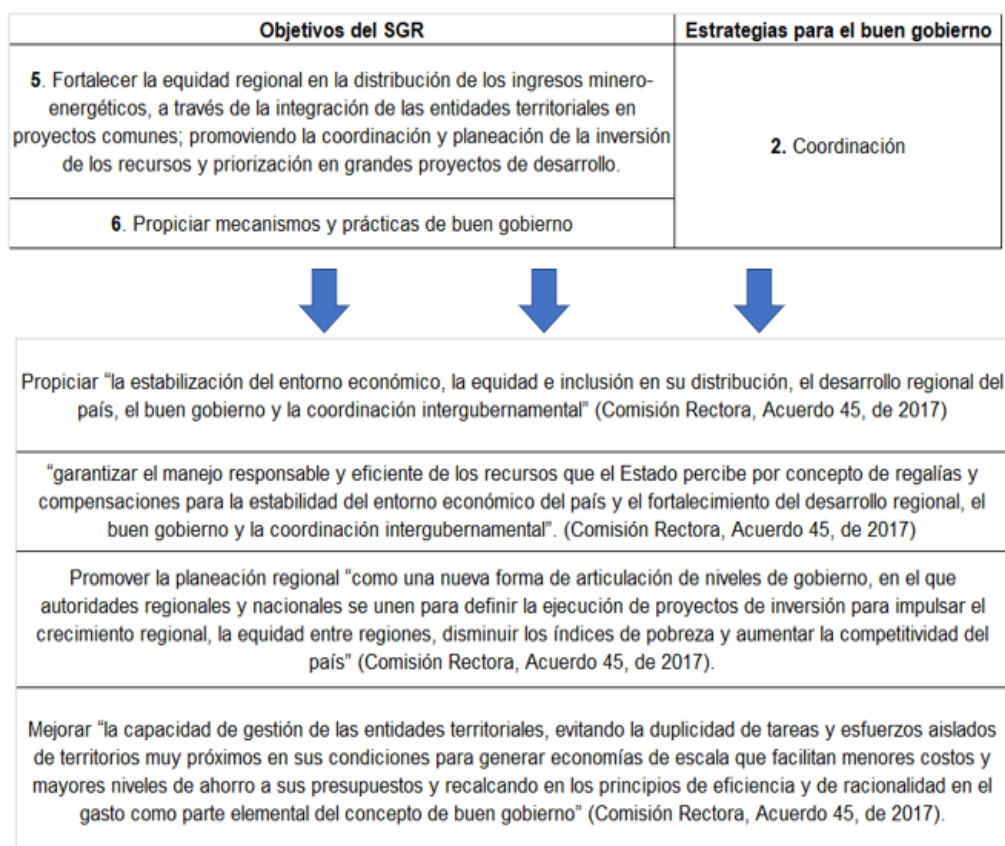 Objetivos del SGR
Estrategias para el buen gobierno
5. Fortalecer la equidad regional en la distribución de los ingresos minero-
energéticos, a través de la integración de las entidades territoriales en
proyectos comunes; promoviendo la coordinación y planeación de la inversión
de los recursos y priorización en grandes proyectos de desarrollo.
6. Propiciar mecanismos y prácticas de buen gobierno
2. Coordinación
Propiciar “la estabilización del entorno económico, la equidad e inclusión en su distribución, el desarrollo regional del
país, el buen gobierno y la coordinación intergubernamental” (Comisión Rectora, Acuerdo 45, de 2017)
“garantizar el manejo responsable y eficiente de los recursos que el Estado percibe por concepto de regalías y
compensaciones para la estabilidad del entorno económico del país y el fortalecimiento del desarrollo regional, el
buen gobierno y la coordinación intergubernamental”. (Comisión Rectora, Acuerdo 45, de 2017)
Promover la planeación regional “como una nueva forma de articulación de niveles de gobierno, en el que
autoridades regionales y nacionales se unen para definir la ejecución de proyectos de inversión para impulsar el
crecimiento regional, la equidad entre regiones, disminuir los índices de pobreza y aumentar la competitividad del
país” (Comisión Rectora, Acuerdo 45, de 2017).
Mejorar “la capacidad de gestión de las entidades territoriales, evitando la duplicidad de tareas y esfuerzos aislados
de territorios muy próximos en sus condiciones para generar economías de escala que facilitan menores costos y
mayores niveles de ahorro a sus presupuestos y recalcando en los principios de eficiencia y de racionalidad en el
gasto como parte elemental del concepto de buen gobierno” (Comisión Rectora, Acuerdo 45, de 2017).